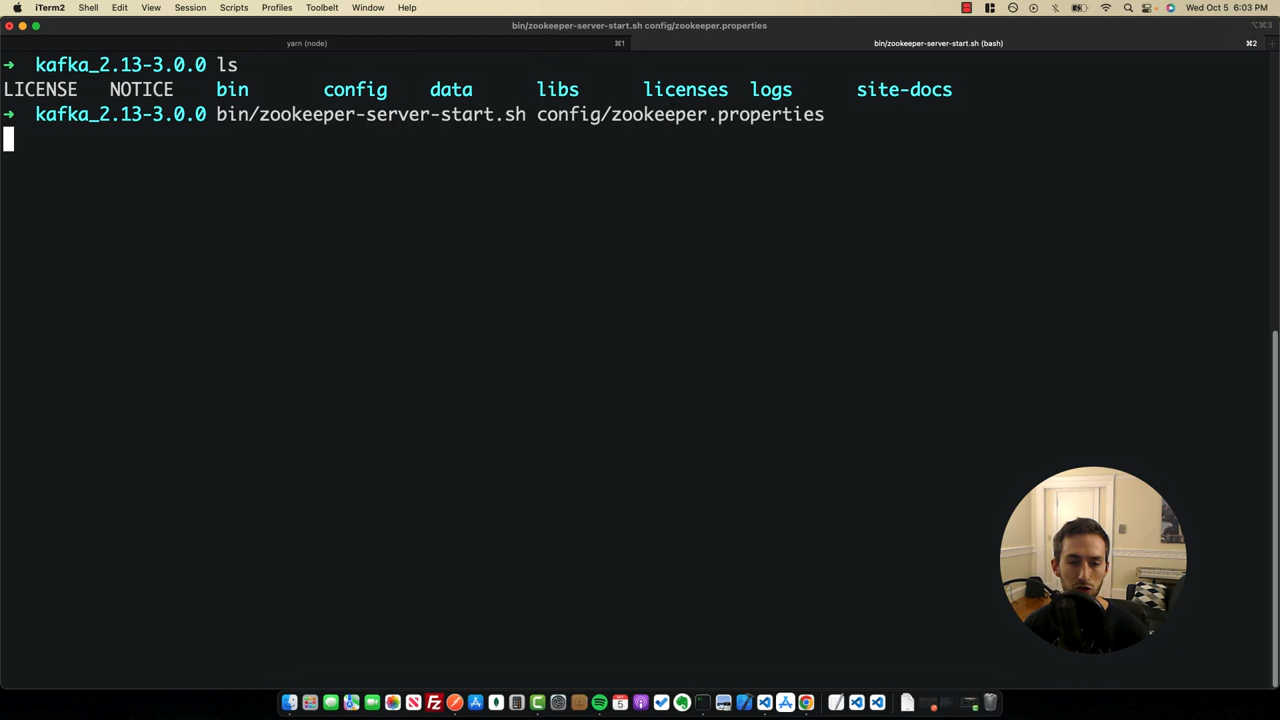 iTerm2 Shell Edit View Session Scripts Profiles Toolbelt Window Help Wed Oct 5 6:03 PM
bin/zookeeper-server-start.sh config/zookeeper.properties ⌥⌘3
yarn (node) ⌘1 bin/zookeeper-server-start.sh (bash) ⌘2
➜ kafka_2.13-3.0.0 ls
LICENSE NOTICE bin config data libs licenses logs site-docs
➜ kafka_2.13-3.0.0 bin/zookeeper-server-start.sh config/zookeeper.properties